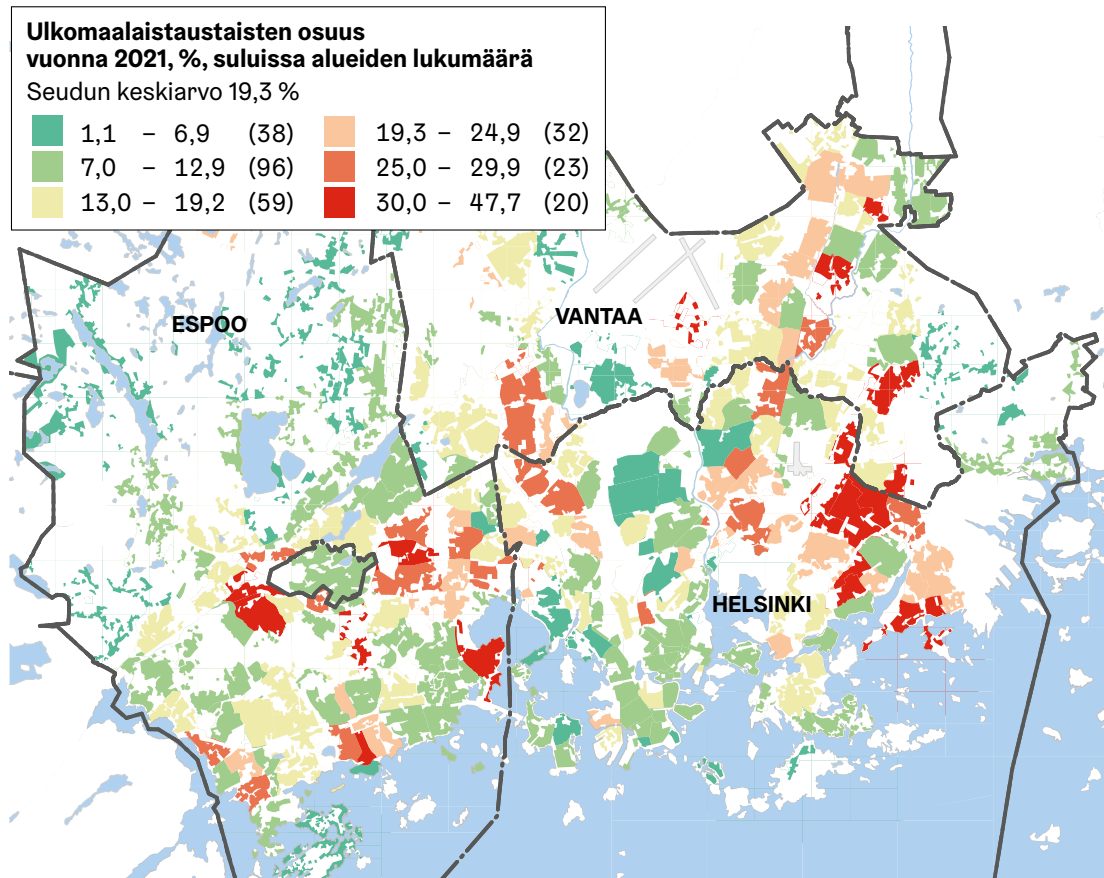 Ulkomaalaistaustaisten osuus
vuonna 2021, %, suluissa alueiden lukumäärä
Seudun keskiarvo 19,3 %
1,1 – 6,9 (38)
7,0 – 12,9 (96)
13,0 – 19,2 (59)
19,3 – 24,9 (32)
25,0 – 29,9 (23)
30,0 – 47,7 (20)
ESPOO
VANTAA
HELSINKI